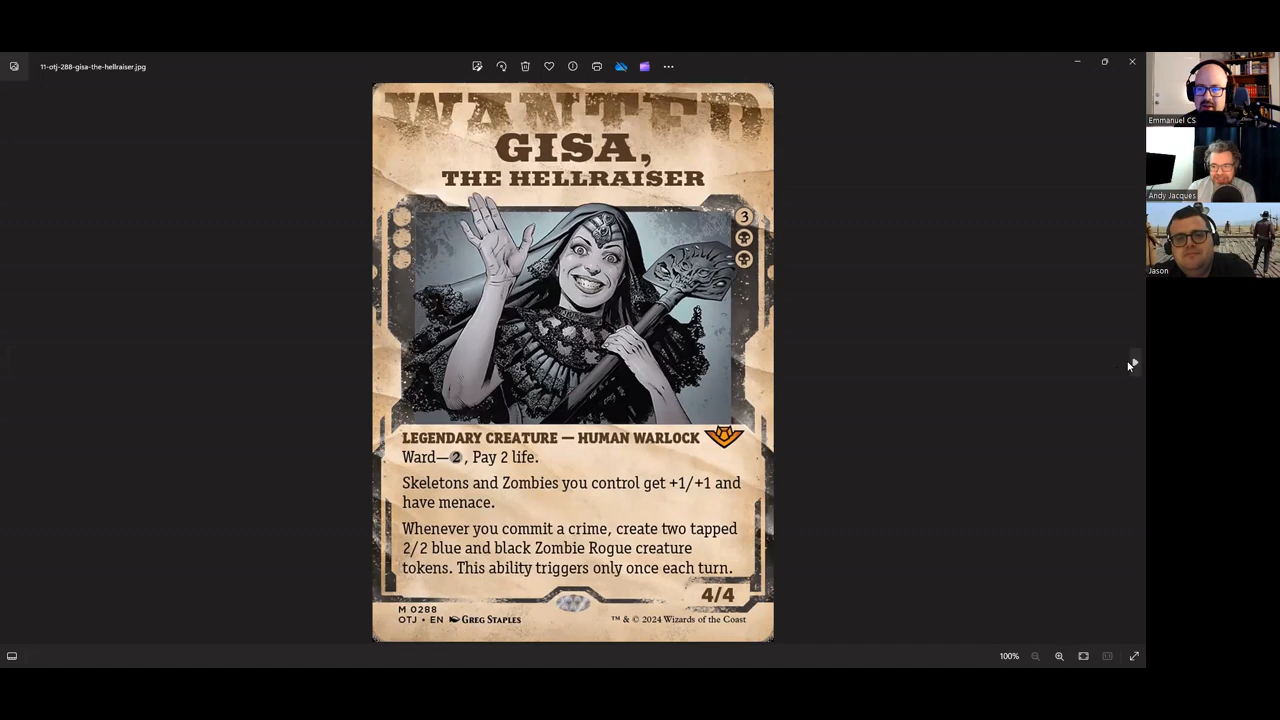 11-otj-288-gisa-the-hellraiser.jpg
Emmanuel CS
Andy Jacques
Jason
WANTED
GISA,
THE HELLRAISER
3
LEGENDARY CREATURE — HUMAN WARLOCK
Ward—2, Pay 2 life.
Skeletons and Zombies you control get +1/+1 and
have menace.
Whenever you commit a crime, create two tapped
2/2 blue and black Zombie Rogue creature
tokens. This ability triggers only once each turn.
4/4
M 0288
OTJ • EN GREG STAPLES
™ & © 2024 Wizards of the Coast
100%